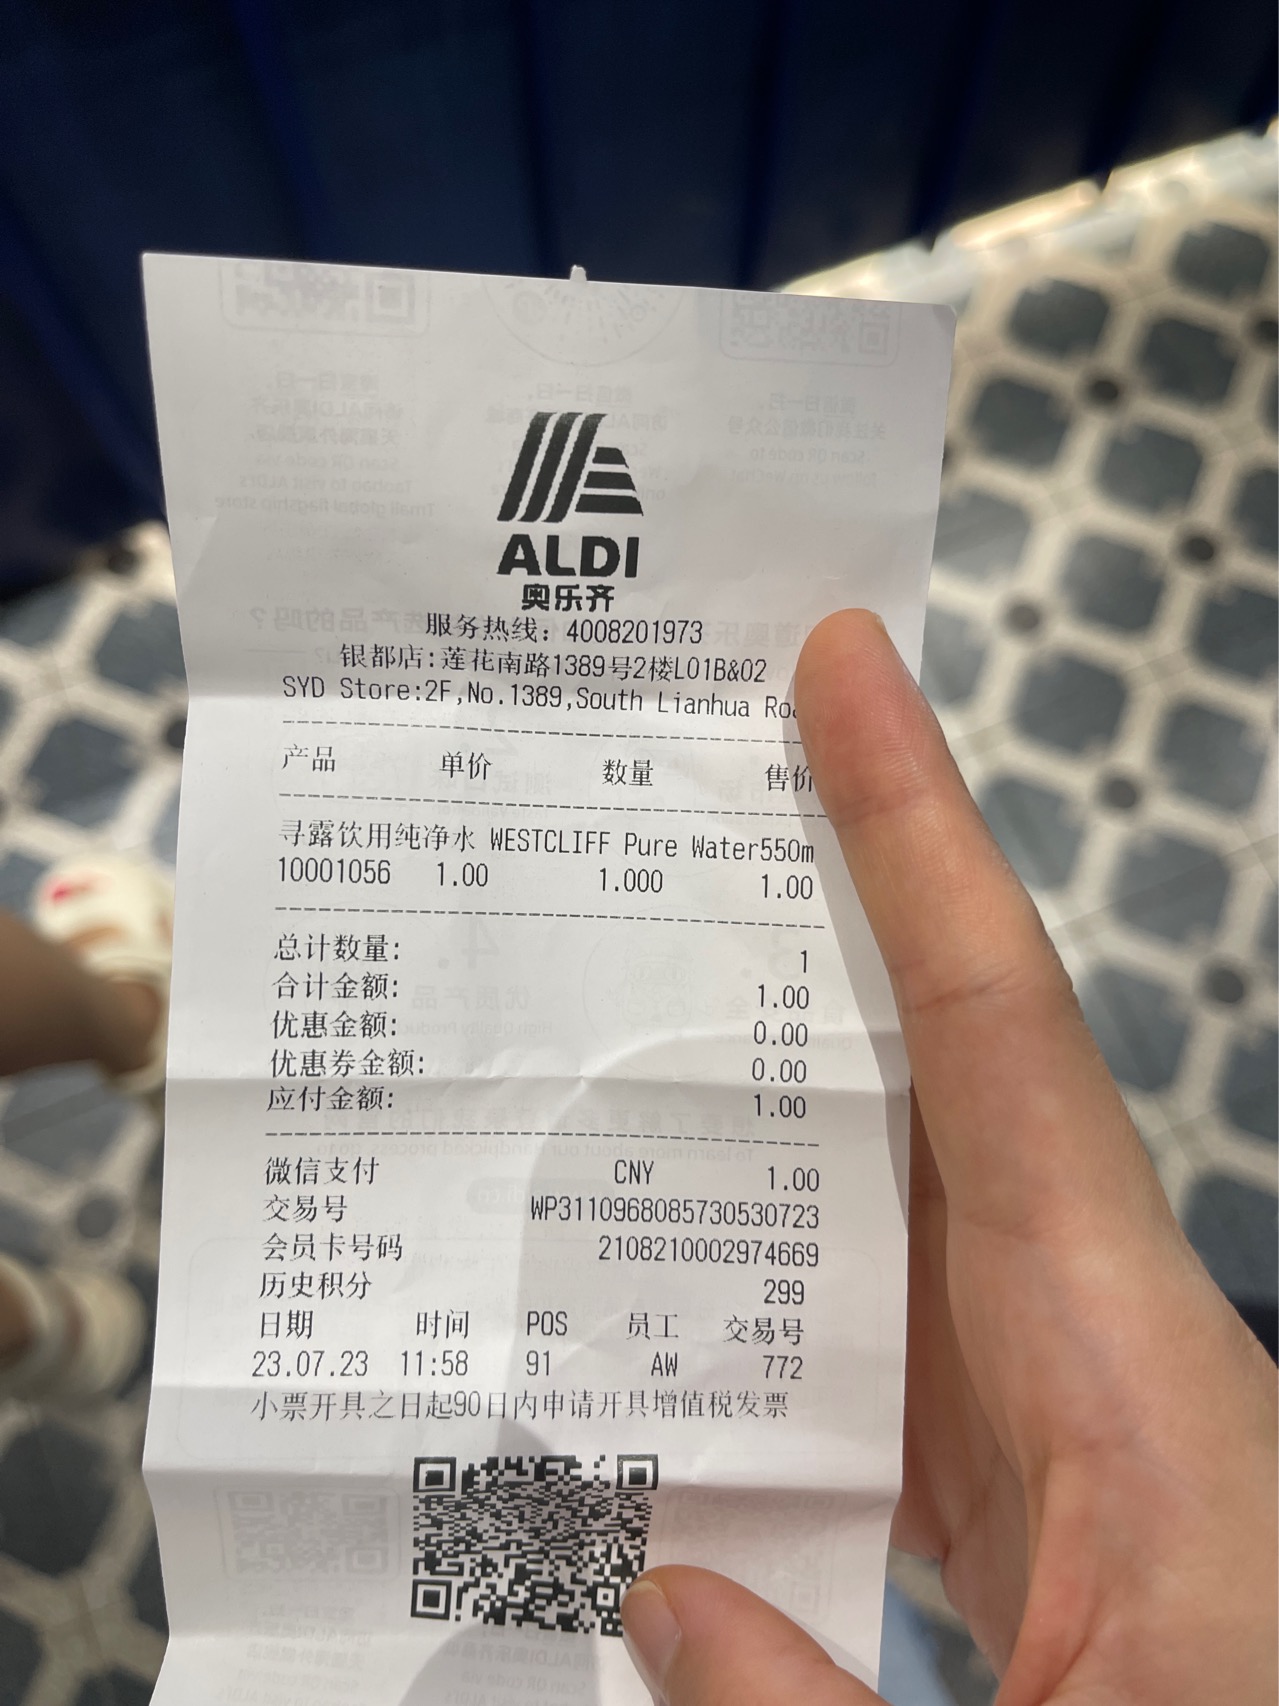 ALDI
奥乐齐
服务热线：4008201973
银都店:莲花南路1389号2楼L01B&02
SYD Store:2F,No.1389,South Lianhua
产品 单价 数量 售价
寻露饮用纯净水 WESTCLIFF Pure Water550m
10001056 1.00 1.000 1.00
总计数量: 1
合计金额: 1.00
优惠金额: 0.00
优惠券金额: 0.00
应付金额: 1.00
微信支付 CNY 1.00
交易号 WP3110968085730530723
会员卡号码 2108210002974669
历史积分 299
日期 时间 POS 员工 交易号
23.07.23 11:58 91 AW 772
小票开具之日起90日内申请开具增值税发票